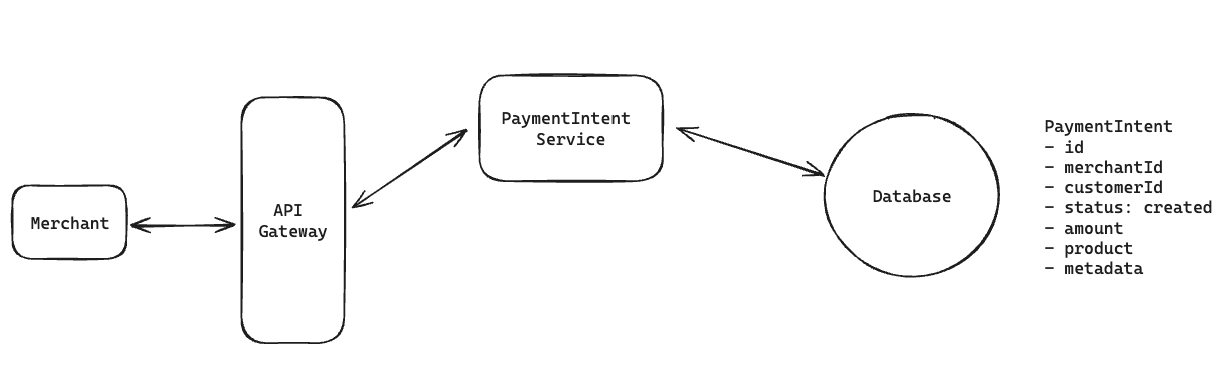 Merchant
API
Gateway
PaymentIntent
Service
Database
PaymentIntent
- id
- merchantId
- customerId
- status: created
- amount
- product
- metadata